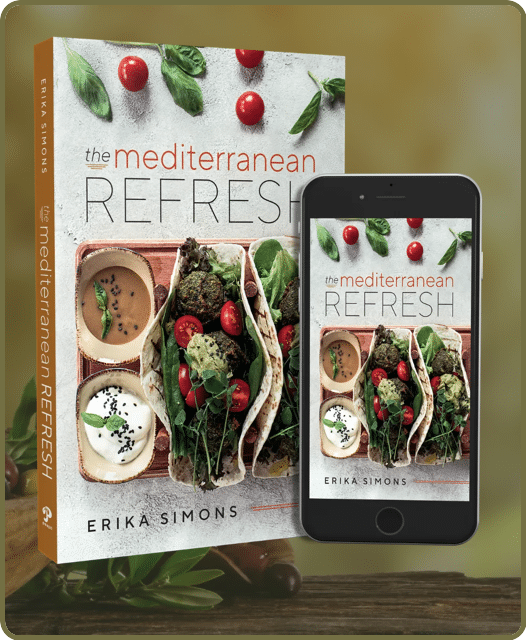 ERIKA SIMONS
the mediterranean REFRESH
the mediterranean
REFRESH
ERIKA SIMONS
the mediterranean
REFRESH
ERIKA SIMONS